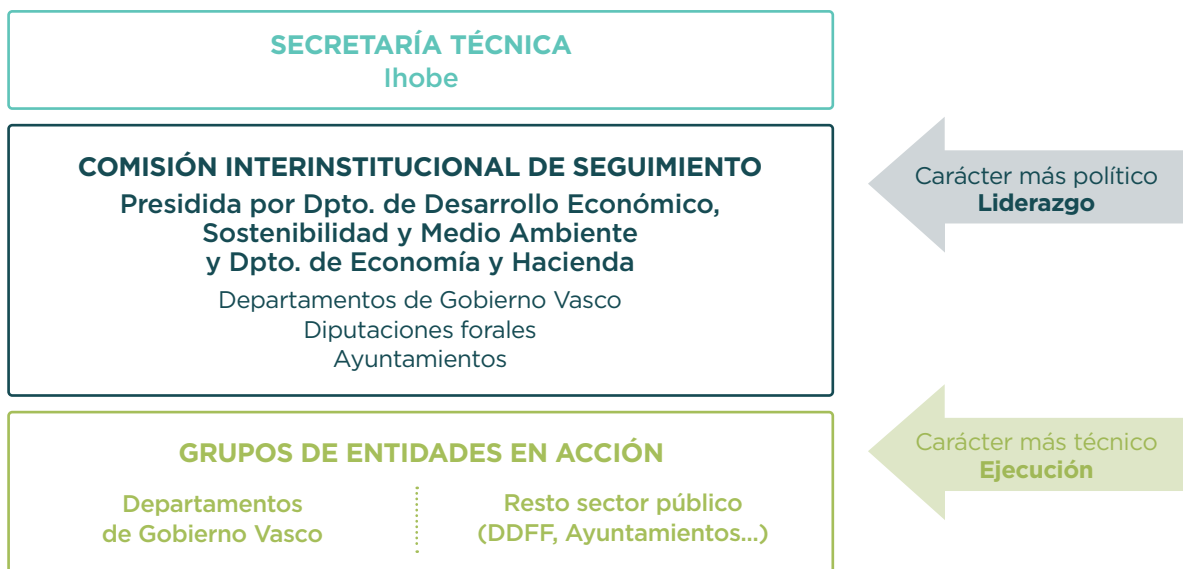 SECRETARÍA TÉCNICA
Ihobe
COMISIÓN INTERINSTITUCIONAL DE SEGUIMIENTO
Presidida por Dpto. de Desarrollo Económico,
Sostenibilidad y Medio Ambiente
y Dpto. de Economía y Hacienda
Departamentos de Gobierno Vasco
Diputaciones forales
Ayuntamientos
Carácter más político
Liderazgo
GRUPOS DE ENTIDADES EN ACCIÓN
Departamentos
de Gobierno Vasco
Resto sector público
(DDFF, Ayuntamientos...)
Carácter más técnico
Ejecución